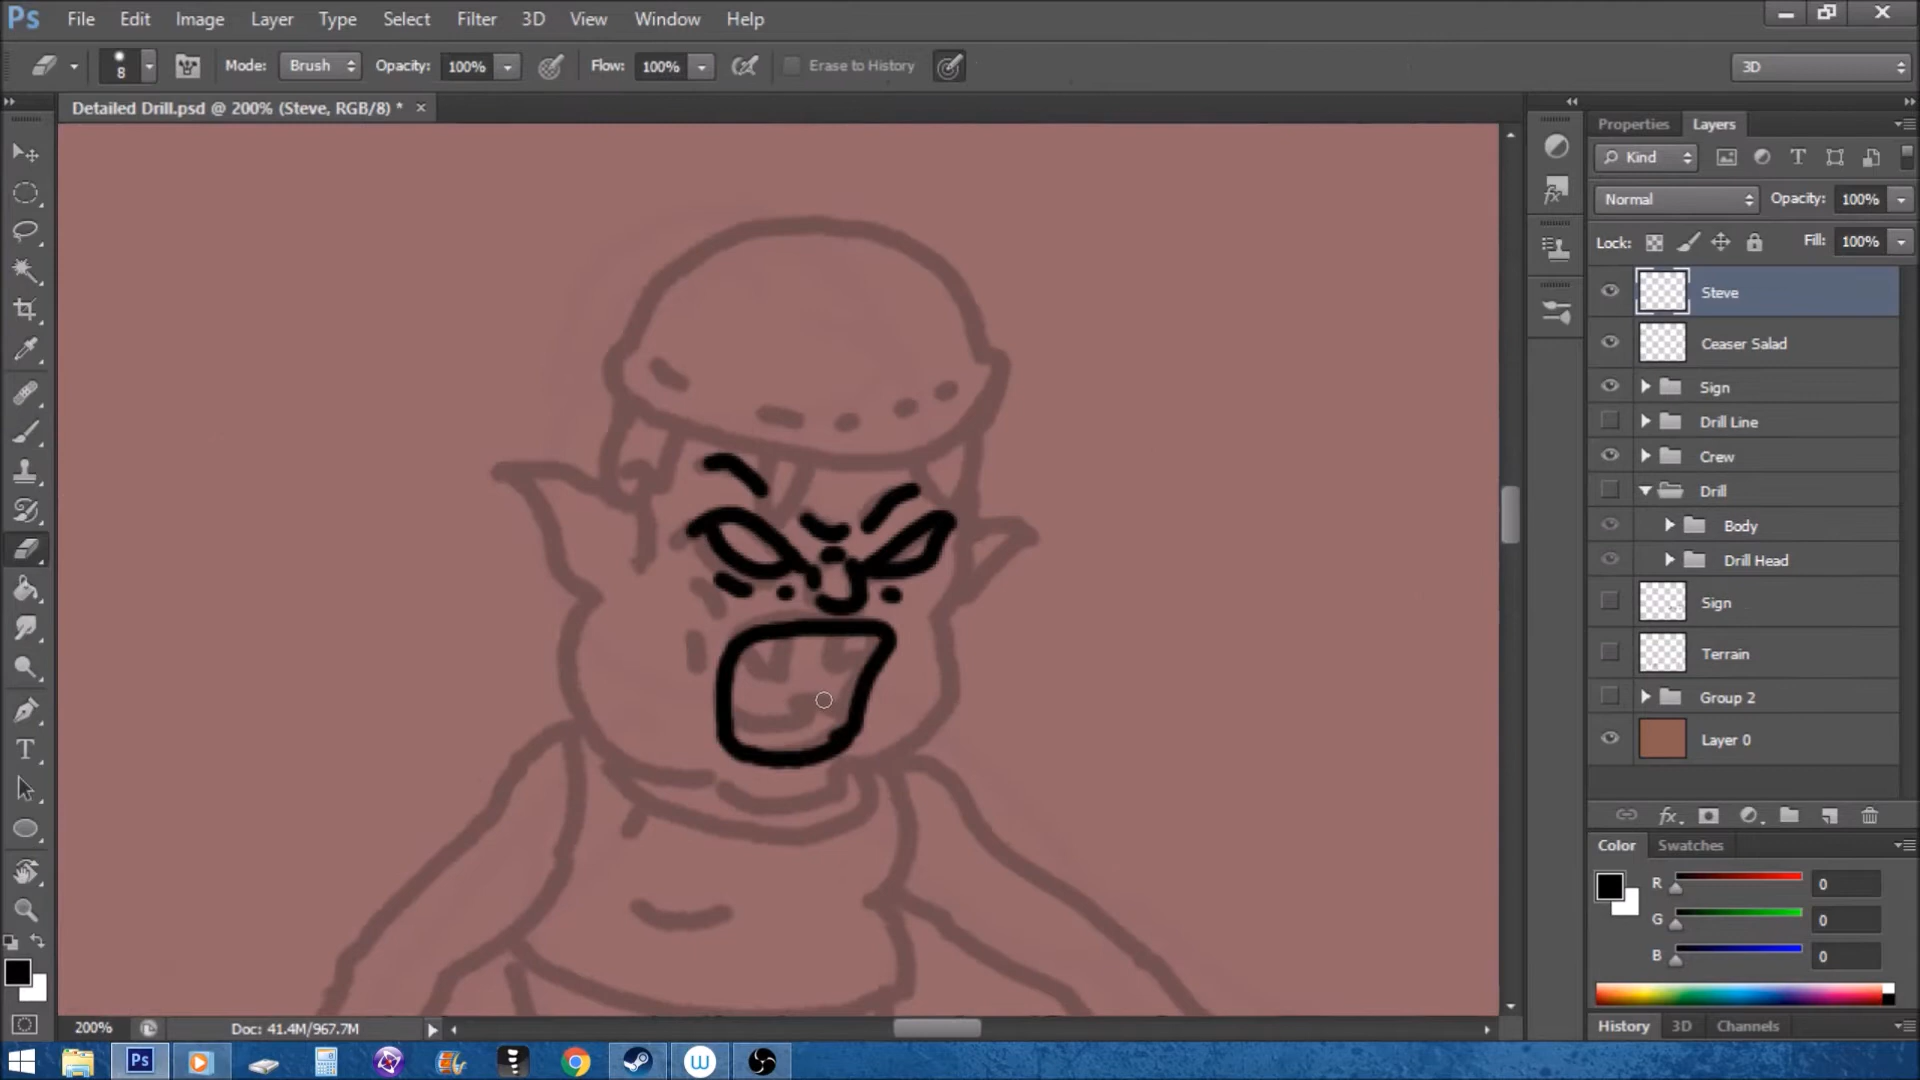 Ps File Edit Image Layer Type Select Filter 3D View Window Help
8 Mode: Brush Opacity: 100% Flow: 100% Erase to History 3D
Detailed Drill.psd @ 200% (Steve, RGB/8) * ×
Properties Layers
Kind
Normal Opacity: 100%
Lock: Fill: 100%
Steve
Ceaser Salad
Sign
Drill Line
Crew
Drill
Body
Drill Head
Sign
Terrain
Group 2
Layer 0
fx
Color Swatches
R 0
G 0
B 0
200% Doc: 41.4M/967.7M
History 3D Channels
Ps